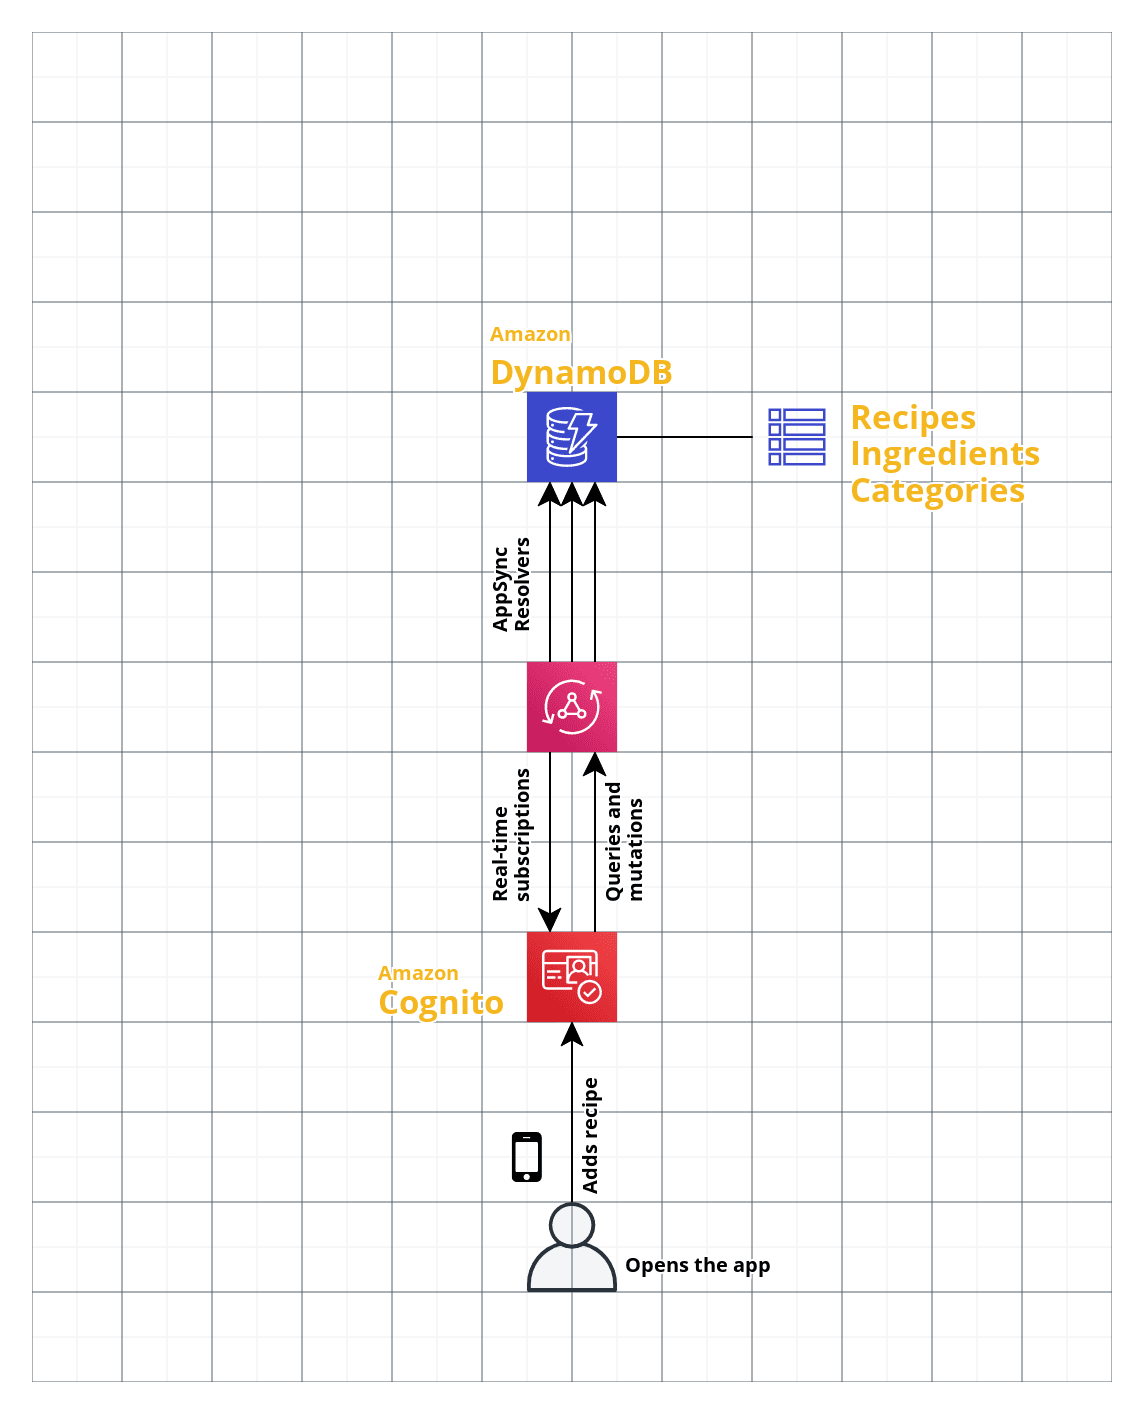 Amazon
DynamoDB
Recipes
Ingredients
Categories
AppSync
Resolvers
Real-time
subscriptions
Queries and
mutations
Amazon
Cognito
Adds recipe
Opens the app